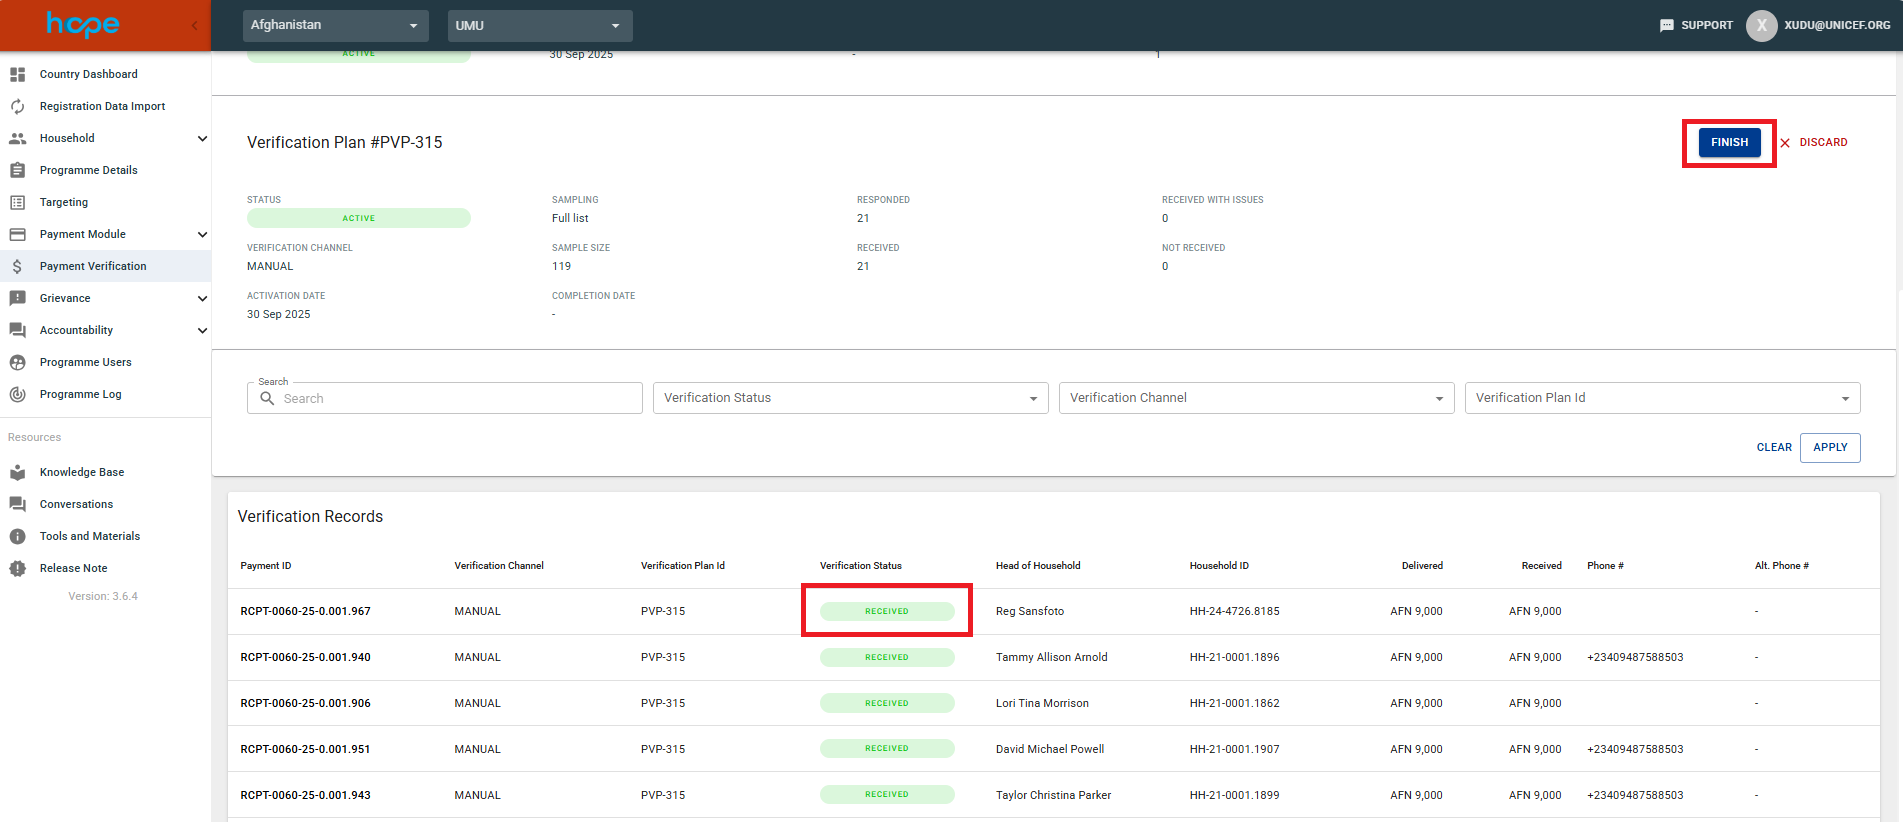 hope
Afghanistan
UMU
SUPPORT
X
XUDU@UNICEF.ORG
Country Dashboard
Registration Data Import
Household
Programme Details
Targeting
Payment Module
Payment Verification
Grievance
Accountability
Programme Users
Programme Log
Resources
Knowledge Base
Conversations
Tools and Materials
Release Note
Version: 3.6.4
ACTIVE 30 Sep 2025 - 1
Verification Plan #PVP-315
FINISH
DISCARD
STATUS SAMPLING RESPONDED RECEIVED WITH ISSUES
ACTIVE Full list 21 0
VERIFICATION CHANNEL SAMPLE SIZE RECEIVED NOT RECEIVED
MANUAL 119 21 0
ACTIVATION DATE COMPLETION DATE
30 Sep 2025 -
Search
Search Verification Status Verification Channel Verification Plan Id
CLEAR APPLY
Verification Records
Payment ID Verification Channel Verification Plan Id Verification Status Head of Household Household ID Delivered Received Phone # Alt. Phone #
RCPT-0060-25-0.001.967 MANUAL PVP-315 RECEIVED Reg Sansfoto HH-24-4726.8185 AFN 9,000 AFN 9,000 -
RCPT-0060-25-0.001.940 MANUAL PVP-315 RECEIVED Tammy Allison Arnold HH-21-0001.1896 AFN 9,000 AFN 9,000 +23409487588503 -
RCPT-0060-25-0.001.906 MANUAL PVP-315 RECEIVED Lori Tina Morrison HH-21-0001.1862 AFN 9,000 AFN 9,000 -
RCPT-0060-25-0.001.951 MANUAL PVP-315 RECEIVED David Michael Powell HH-21-0001.1907 AFN 9,000 AFN 9,000 +23409487588503 -
RCPT-0060-25-0.001.943 MANUAL PVP-315 RECEIVED Taylor Christina Parker HH-21-0001.1899 AFN 9,000 AFN 9,000 +23409487588503 -